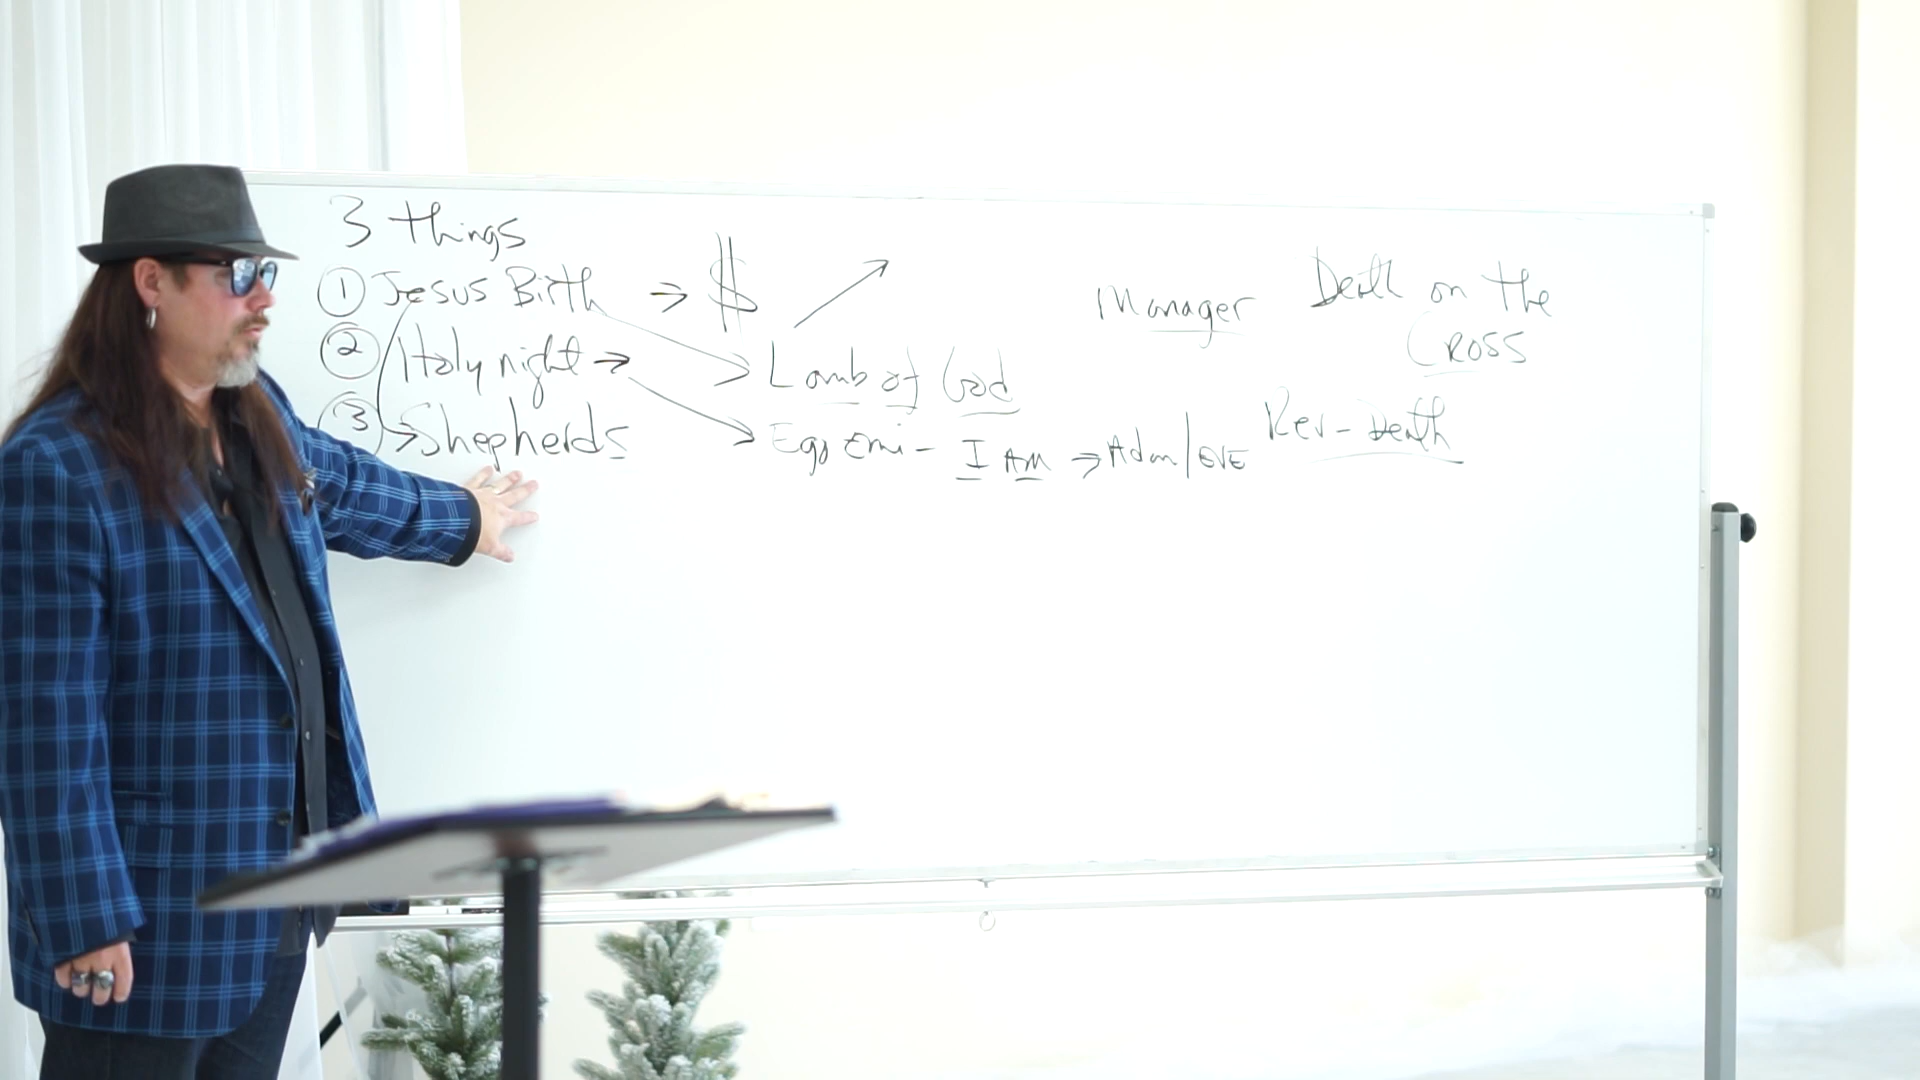 3 things
① Jesus Birth → $
② Holy night →
③ → Shepherds
Lamb of God
Ego Emi - I AM → Adam/EVE
Manager
Death on The
CROSS
Rev - Death